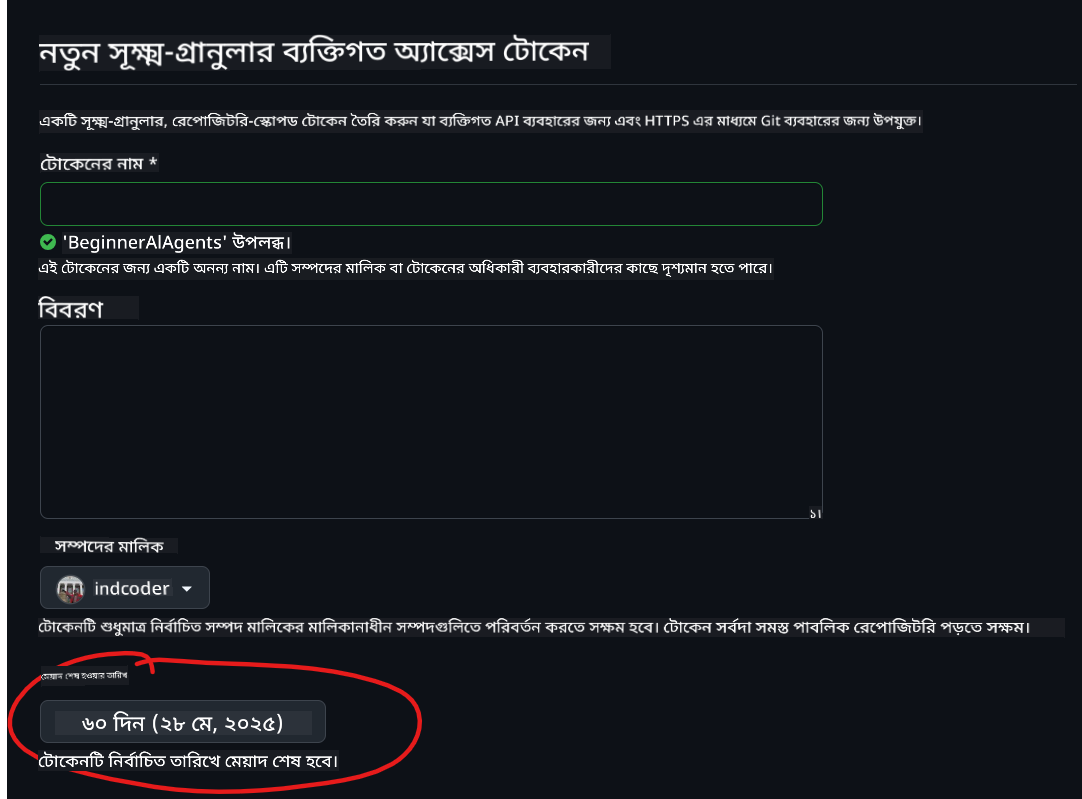 নতুন সূক্ষ্ম-গ্রানুলার ব্যক্তিগত অ্যাক্সেস টোকেন
একটি সূক্ষ্ম-গ্রানুলার, রেপোজিটরি-স্কোপড টোকেন তৈরি করুন যা ব্যক্তিগত API ব্যবহারের জন্য এবং HTTPS এর মাধ্যমে Git ব্যবহারের জন্য উপযুক্ত।
টোকেনের নাম *
'BeginnerAlAgents' উপলব্ধ।
এই টোকেনের জন্য একটি অনন্য নাম। এটি সম্পদের মালিক বা টোকেনের অধিকারী ব্যবহারকারীদের কাছে দৃশ্যমান হতে পারে।
বিবরণ
১।
সম্পদের মালিক
indcoder
টোকেনটি শুধুমাত্র নির্বাচিত সম্পদ মালিকের মালিকানাধীন সম্পদগুলিতে পরিবর্তন করতে সক্ষম হবে। টোকেন সর্বদা সমস্ত পাবলিক রেপোজিটরি পড়তে সক্ষম।
মেয়াদ শেষ হওয়ার তারিখ
৬০ দিন (২৮ মে, ২০২৫)
টোকেনটি নির্বাচিত তারিখে মেয়াদ শেষ হবে।